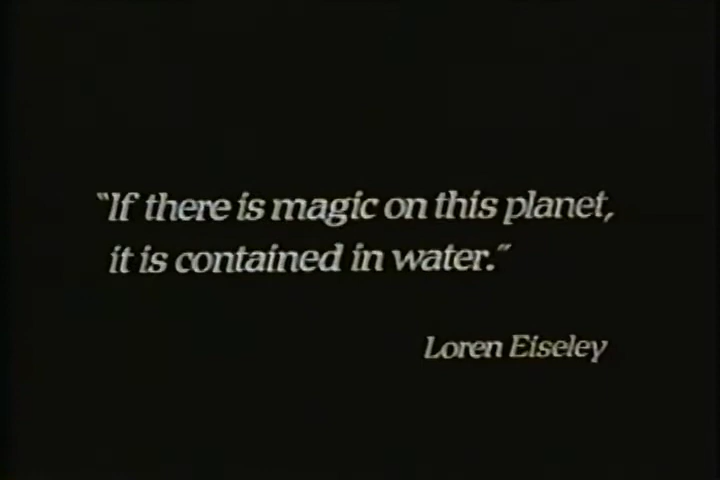 "If there is magic on this planet,
it is contained in water."
Loren Eiseley